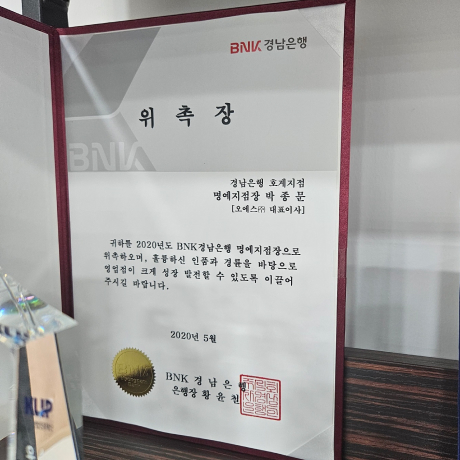 BNK 경남은행
위 촉 장
BNK
경남은행 호계지점
명예지점장 박 종 문
[오에스㈜ 대표이사]
귀하를 2020년도 BNK경남은행 명예지점장으로
위촉하오며, 훌륭하신 인품과 경륜을 바탕으로
영업점이 크게 성장 발전할 수 있도록 이끌어
주시길 바랍니다.
2020년 5월
BNK 경 남 은 행
은행장 황 윤 철